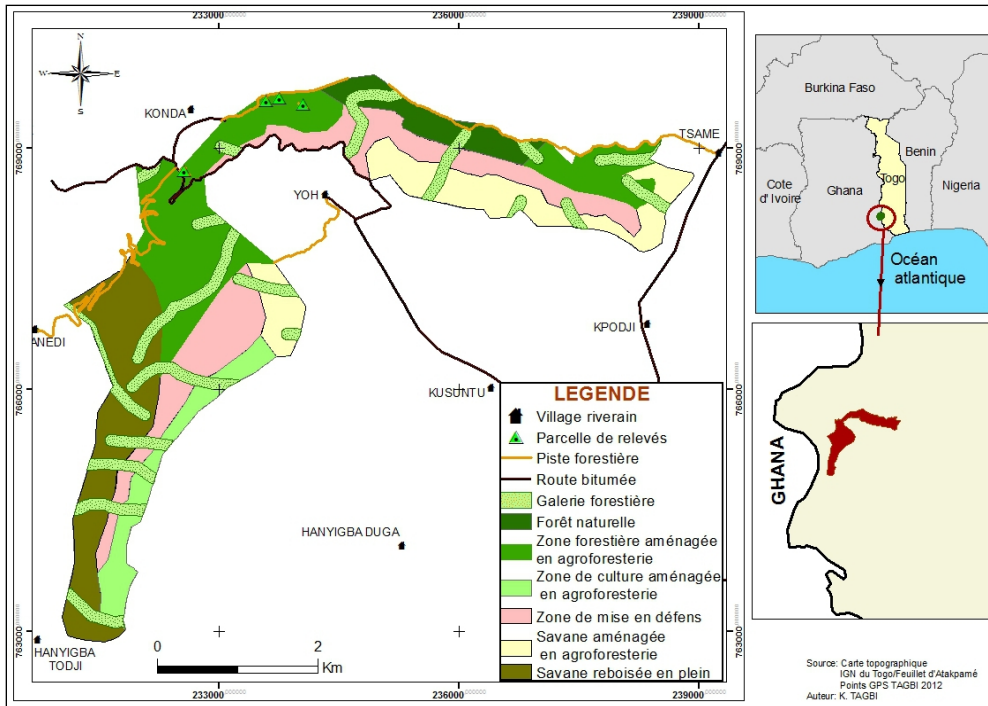 233000
236000
239000
N
W E
S
KONDA
TSAME
769000
769000
YOH
ANEDI
KPODJI
766000
766000
KUSUNTU
HANYIGBA DUGA
763000
763000
HANYIGBA
TODJI
0 2
Km
233000
236000
239000
LEGENDE
Village riverain
Parcelle de relevés
Piste forestière
Route bitumée
Galerie forestière
Forêt naturelle
Zone forestière aménagée
en agroforesterie
Zone de culture aménagée
en agroforesterie
Zone de mise en défens
Savane aménagée
en agroforesterie
Savane reboisée en plein
Burkina Faso
Benin
Togo
Cote
d'Ivoire
Ghana
Nigeria
Océan
atlantique
GHANA
Source: Carte topographique
IGN du Togo/Feuillet d'Atakpamé
Points GPS TAGBI 2012
Auteur: K. TAGBI